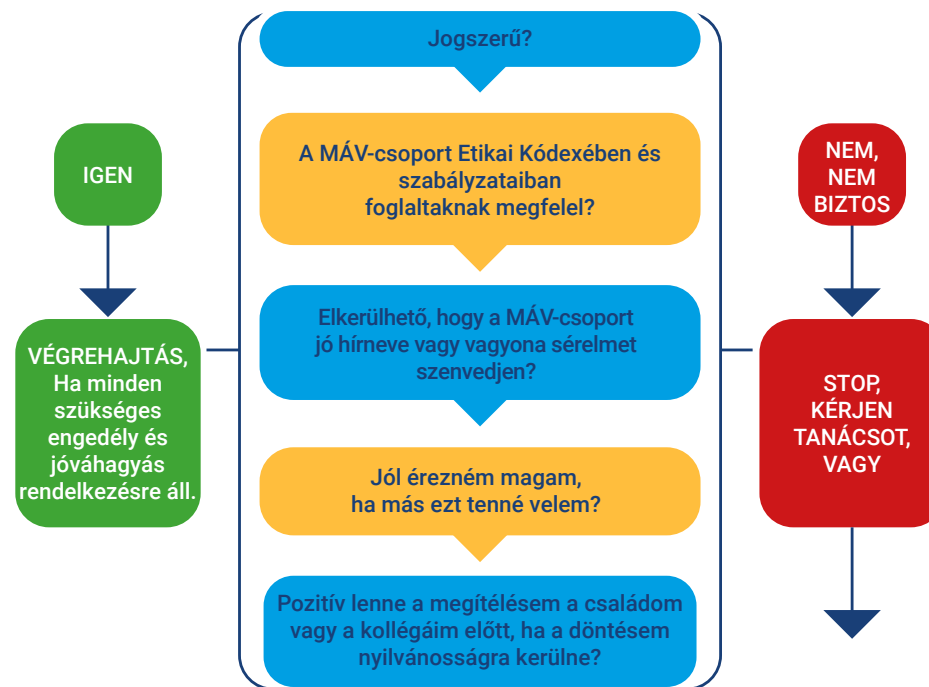 Jogszerű?
A MÁV-csoport Etikai Kódexében és
szabályzataiban
foglaltaknak megfelel?
Elkerülhető, hogy a MÁV-csoport
jó hírneve vagy vagyona sérelmet
szenvedjen?
Jól érezném magam,
ha más ezt tenné velem?
Pozitív lenne a megítélésem a családom
vagy a kollégáim előtt, ha a döntésem
nyilvánosságra kerülne?
IGEN
VÉGREHAJTÁS,
Ha minden
szükséges
engedély és
jóváhagyás
rendelkezésre áll.
NEM,
NEM
BIZTOS
STOP,
KÉRJEN
TANÁCSOT,
VAGY